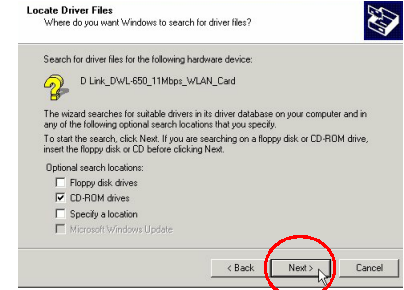 Locate Driver Files
Where do you want Windows to search for driver files?
Search for driver files for the following hardware device:
D Link_DWL-650_11Mbps_WLAN_Card
The wizard searches for suitable drivers in its driver database on your computer and in
any of the following optional search locations that you specify.
To start the search, click Next. If you are searching on a floppy disk or CD-ROM drive,
insert the floppy disk or CD before clicking Next.
Optional search locations:
Floppy disk drives
CD-ROM drives
Specify a location
Microsoft Windows Update
< Back Next > Cancel